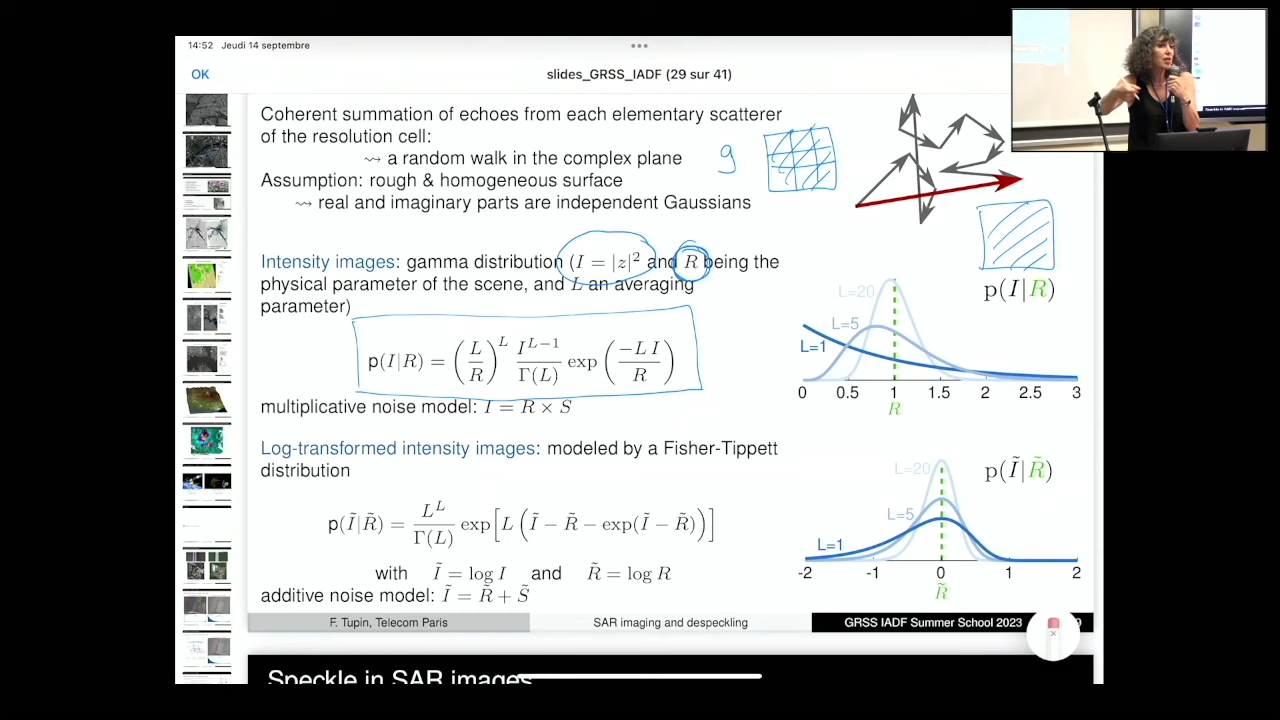 14:52 Jeudi 14 septembre
OK
slides_GRSS_IADF (29 sur 41)
Coherent summation of echoes from each elementary scatterer
of the resolution cell:
⤳ a random walk in the complex plane
g
Assumption: rough & homogeneous surface
⤳ real and imaginary parts are independent Gaussians
Intensity images: gamma distribution (I = |z|² and R being the
physical parameter of the scene, and L an averaging
parameter)
p(I|R) = (L/R)^L I^{L−1}/Γ(L) exp (−L I/R)
multiplicative noise model: I = R × S
Log-transformed intensity images: modeled by a Fisher-Tippett
distribution
p(Ĩ|R̃) = L^L/Γ(L) exp[L (Ĩ − R̃ − exp(Ĩ − R̃))]
with Ĩ = log I and R̃ = log R
additive noise model: Ĩ = R̃ + S̃
p(I|R)
L=20
L=5
L=1
0 0.5 1 1.5 2 2.5 3
R
p(Ĩ|R̃)
L=20
L=5
L=1
-2 -1 0 1 2
R̃
F. Tupin, Telecom Paris
SAR imaging and despeckling
GRSS IADF Summer School 2023
Speckle in SAR images